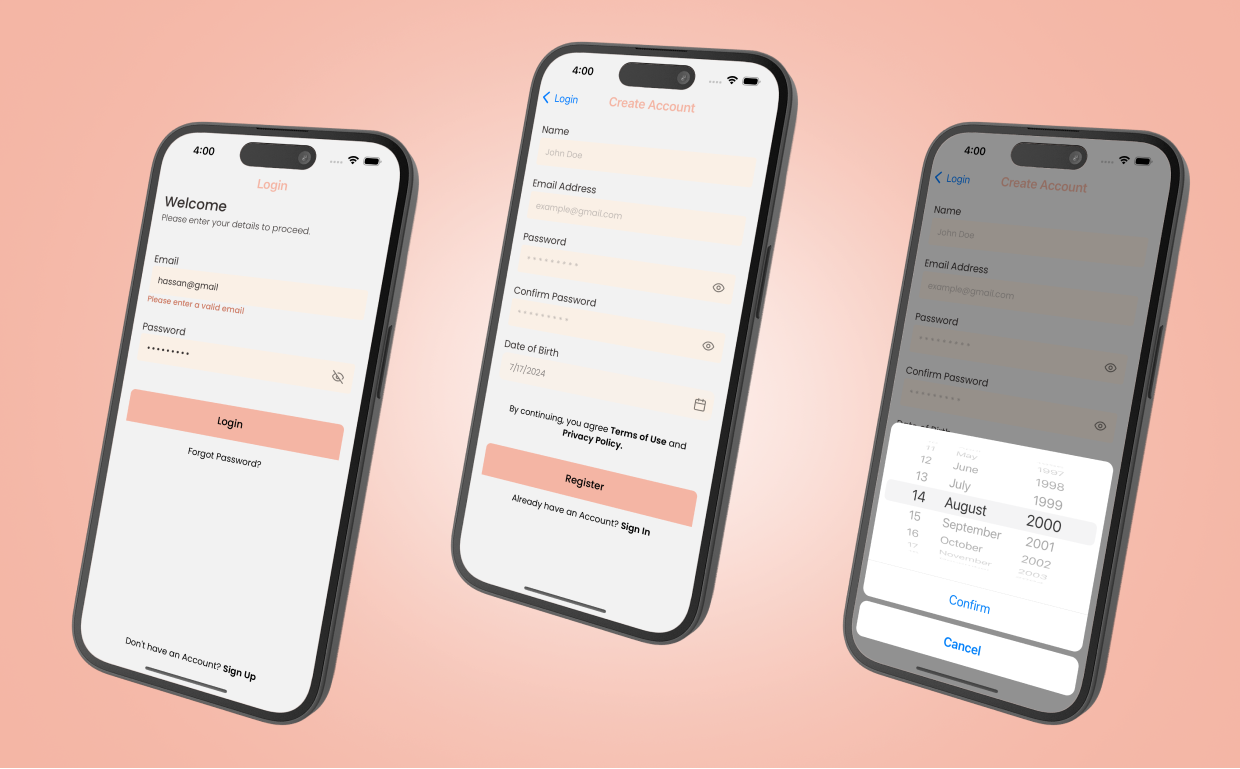 4:00
Login
Welcome
Please enter your details to proceed.
Email
hassan@gmail
Please enter a valid email
Password
•••••••••
Login
Forgot Password?
Don't have an Account? Sign Up
4:00
Login
Create Account
Name
John Doe
Email Address
example@gmail.com
Password
•••••••••
Confirm Password
•••••••••
Date of Birth
7/17/2024
By continuing, you agree Terms of Use and
Privacy Policy.
Register
Already have an Account? Sign In
4:00
Login
Create Account
Name
John Doe
Email Address
example@gmail.com
Password
•••••••••
Confirm Password
•••••••••
Date of Birth
11 May 1997
12 June 1998
13 July 1999
14 August 2000
15 September 2001
16 October 2002
17 November 2003
Confirm
Cancel